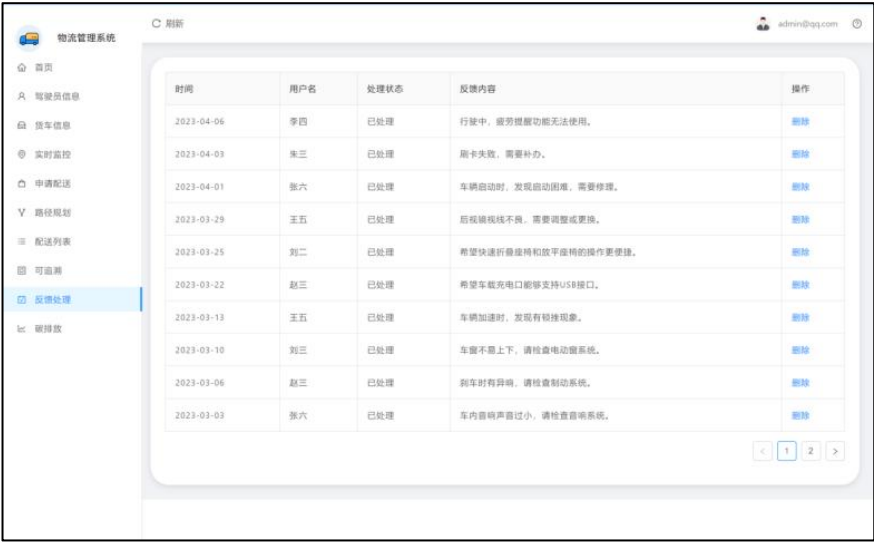 物流管理系统
刷新
admin@qq.com
首页
驾驶员信息
货车信息
实时监控
申请配送
路径规划
配送列表
可追溯
反馈处理
碳排放
时间 用户名 处理状态 反馈内容 操作
2023-04-06 李四 已处理 行驶中，疲劳提醒功能无法使用。 删除
2023-04-03 朱三 已处理 刷卡失败，需要补办。 删除
2023-04-01 张六 已处理 车辆启动时，发现启动困难，需要修理。 删除
2023-03-29 王五 已处理 后视镜视线不良，需要调整或更换。 删除
2023-03-25 刘二 已处理 希望快速折叠座椅和放平座椅的操作更便捷。 删除
2023-03-22 赵三 已处理 希望车载充电口能够支持USB接口。 删除
2023-03-13 王五 已处理 车辆加速时，发现有顿挫现象。 删除
2023-03-10 刘三 已处理 车窗不易上下，请检查电动窗系统。 删除
2023-03-06 赵三 已处理 刹车时有异响，请检查制动系统。 删除
2023-03-03 张六 已处理 车内音响声音过小，请检查音响系统。 删除
< 1 2 >